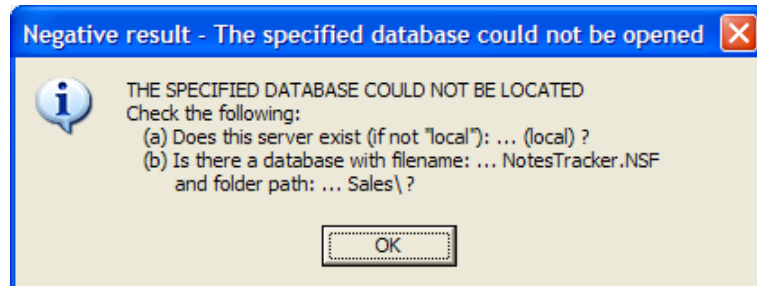 Negative result - The specified database could not be opened
THE SPECIFIED DATABASE COULD NOT BE LOCATED
Check the following:
(a) Does this server exist (if not "local"): ... (local) ?
(b) Is there a database with filename: ... NotesTracker.NSF
and folder path: ... Sales\ ?
OK